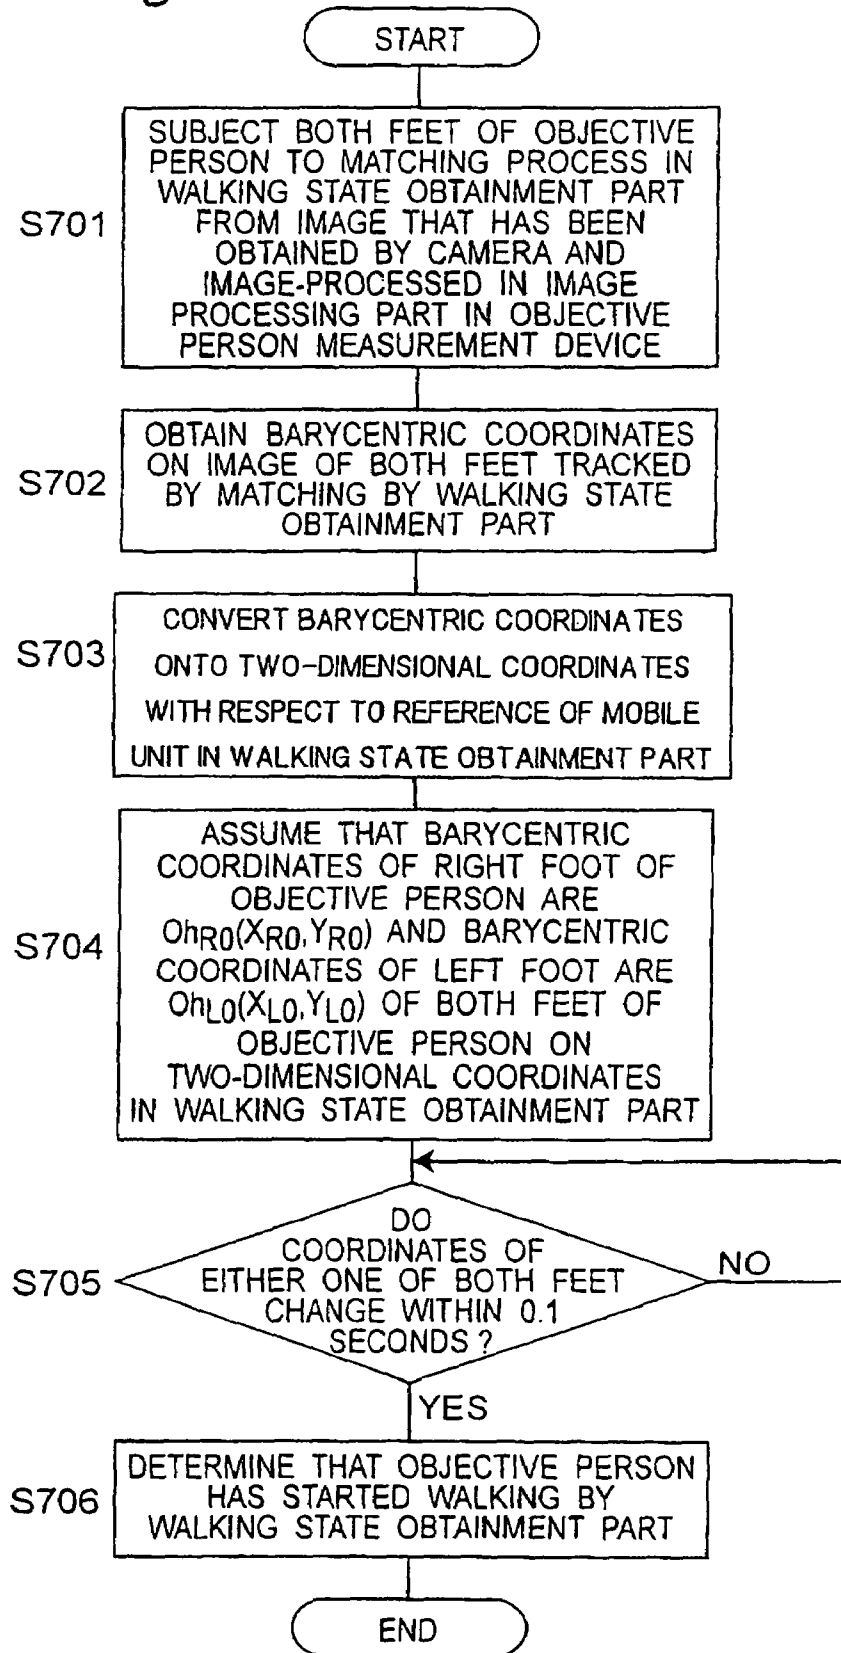 START
S701
SUBJECT BOTH FEET OF OBJECTIVE
PERSON TO MATCHING PROCESS IN
WALKING STATE OBTAINMENT PART
FROM IMAGE THAT HAS BEEN
OBTAINED BY CAMERA AND
IMAGE-PROCESSED IN IMAGE
PROCESSING PART IN OBJECTIVE
PERSON MEASUREMENT DEVICE
S702
OBTAIN BARYCENTRIC COORDINATES
ON IMAGE OF BOTH FEET TRACKED
BY MATCHING BY WALKING STATE
OBTAINMENT PART
S703
CONVERT BARYCENTRIC COORDINATES
ONTO TWO-DIMENSIONAL COORDINATES
WITH RESPECT TO REFERENCE OF MOBILE
UNIT IN WALKING STATE OBTAINMENT PART
S704
ASSUME THAT BARYCENTRIC
COORDINATES OF RIGHT FOOT OF
OBJECTIVE PERSON ARE
OhR0(XR0,YR0) AND BARYCENTRIC
COORDINATES OF LEFT FOOT ARE
OhL0(XL0,YL0) OF BOTH FEET OF
OBJECTIVE PERSON ON
TWO-DIMENSIONAL COORDINATES
IN WALKING STATE OBTAINMENT PART
S705
DO
COORDINATES OF
EITHER ONE OF BOTH FEET
CHANGE WITHIN 0.1
SECONDS ?
NO
YES
S706
DETERMINE THAT OBJECTIVE PERSON
HAS STARTED WALKING BY
WALKING STATE OBTAINMENT PART
END